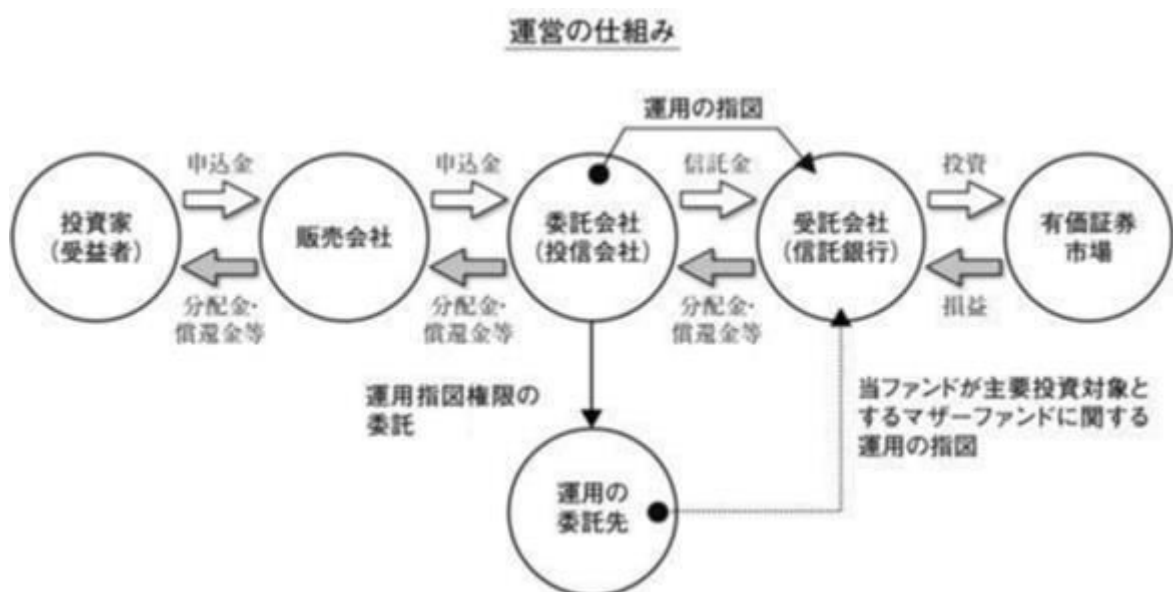 運営の仕組み
運用の指図
申込金
申込金
信託金
投資
投資家
(受益者)
販売会社
委託会社
(投信会社)
受託会社
(信託銀行)
有価証券
市場
分配金・
償還金等
分配金・
償還金等
分配金・
償還金等
損益
運用指図権限の
委託
当ファンドが主要投資対象と
するマザーファンドに関する
運用の指図
運用の
委託先